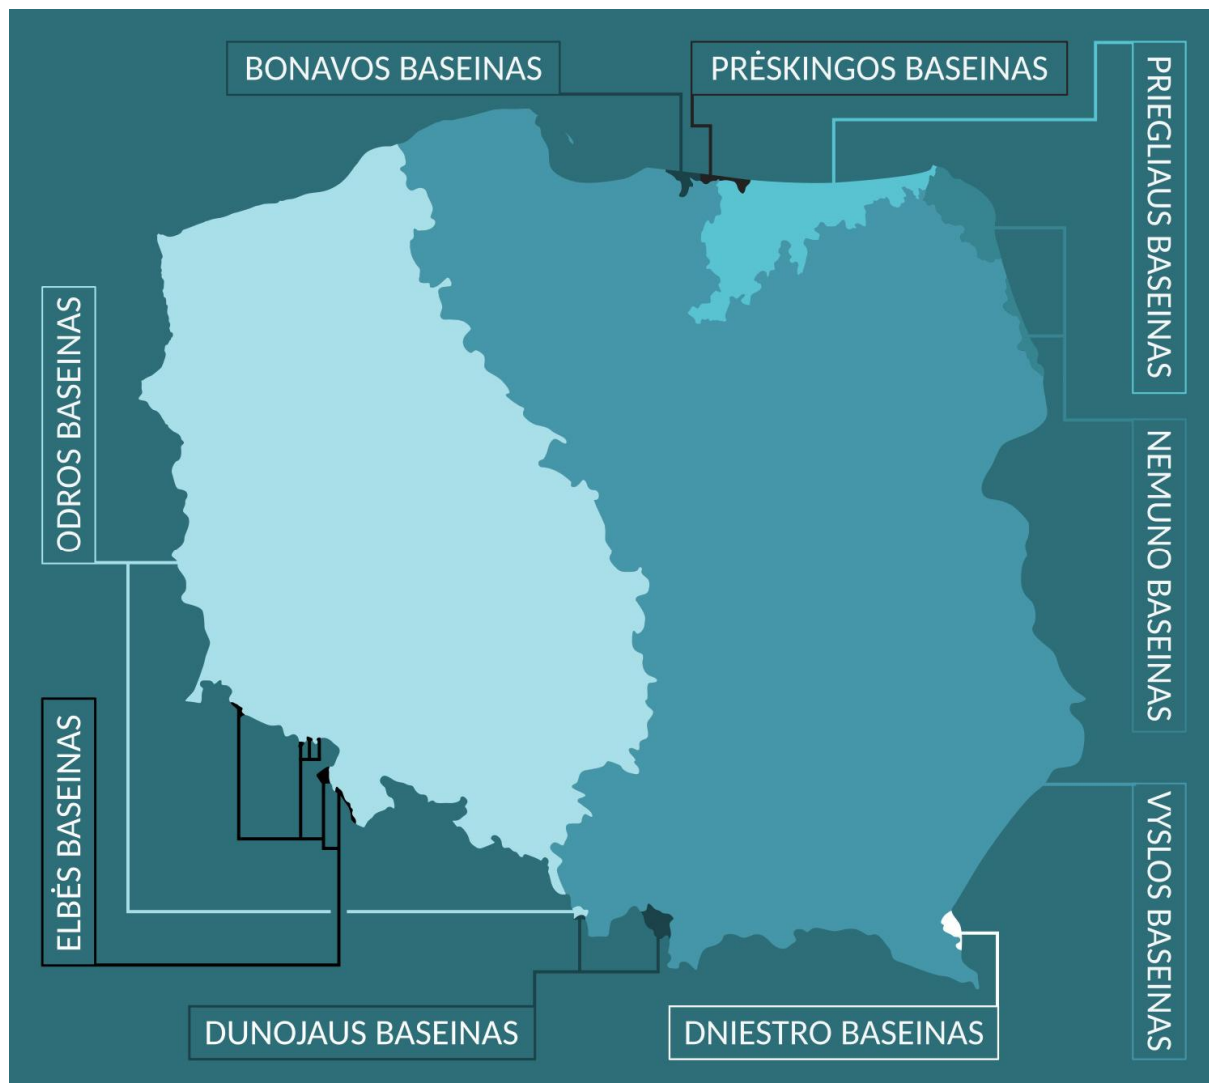 BONAVOS BASEINAS
PRĖSKINGOS BASEINAS
PRIEGLIAUS BASEINAS
ODROS BASEINAS
NEMUNO BASEINAS
ELBĖS BASEINAS
VYSLOS BASEINAS
DUNOJAUS BASEINAS
DNIESTRO BASEINAS